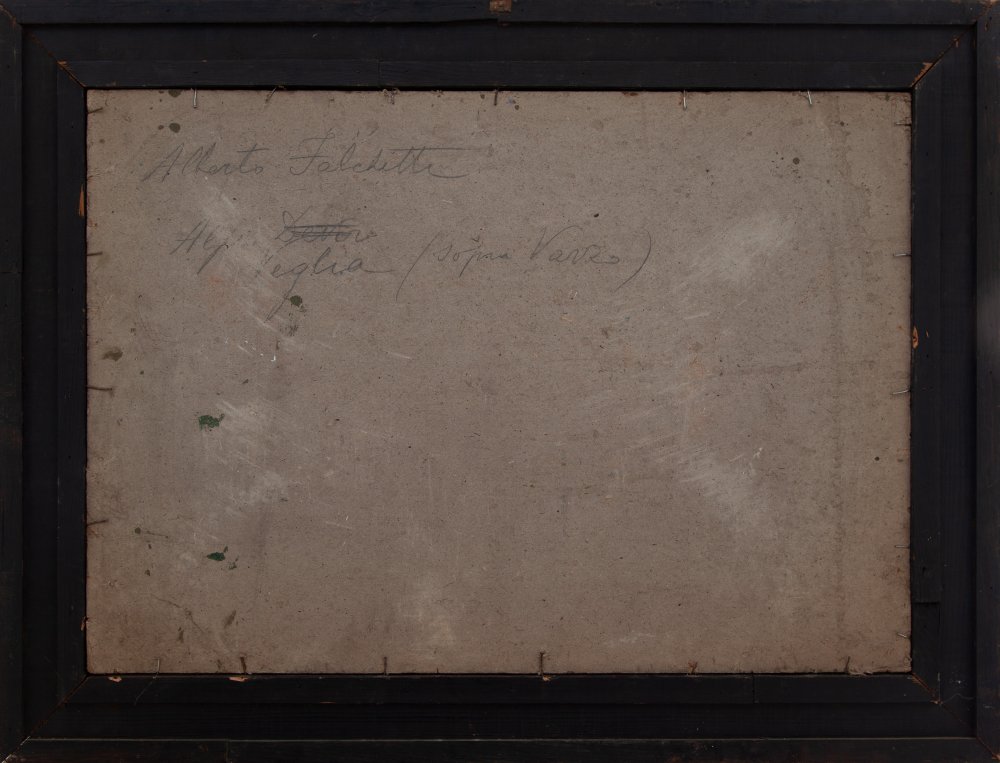 Alberto Falchetti
Alpe
Veglia (sopra Varzo)